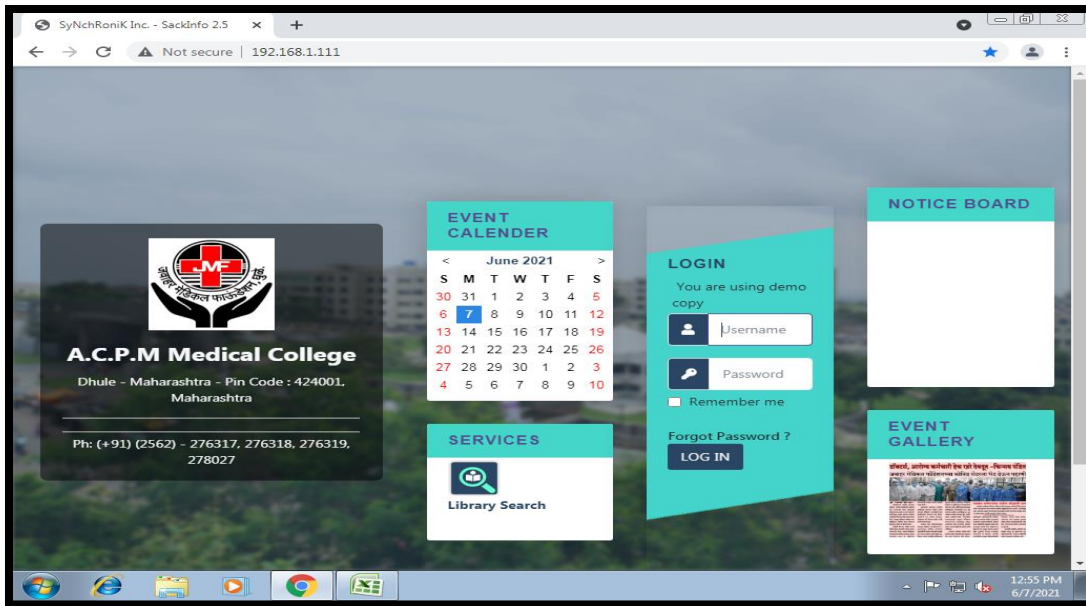 SyNchRoniK Inc. - SackInfo 2.5
Not secure | 192.168.1.111
JMF
जवाहर मेडिकल फाउंडेशन, धुळे.
A.C.P.M Medical College
Dhule - Maharashtra - Pin Code : 424001,
Maharashtra
Ph: (+91) (2562) - 276317, 276318, 276319,
278027
EVENT
CALENDER
< June 2021 >
S M T W T F S
30 31 1 2 3 4 5
6 7 8 9 10 11 12
13 14 15 16 17 18 19
20 21 22 23 24 25 26
27 28 29 30 1 2 3
4 5 6 7 8 9 10
SERVICES
Library Search
LOGIN
You are using demo
copy
Username
Password
Remember me
Forgot Password ?
LOG IN
NOTICE BOARD
EVENT
GALLERY
12:55 PM
6/7/2021